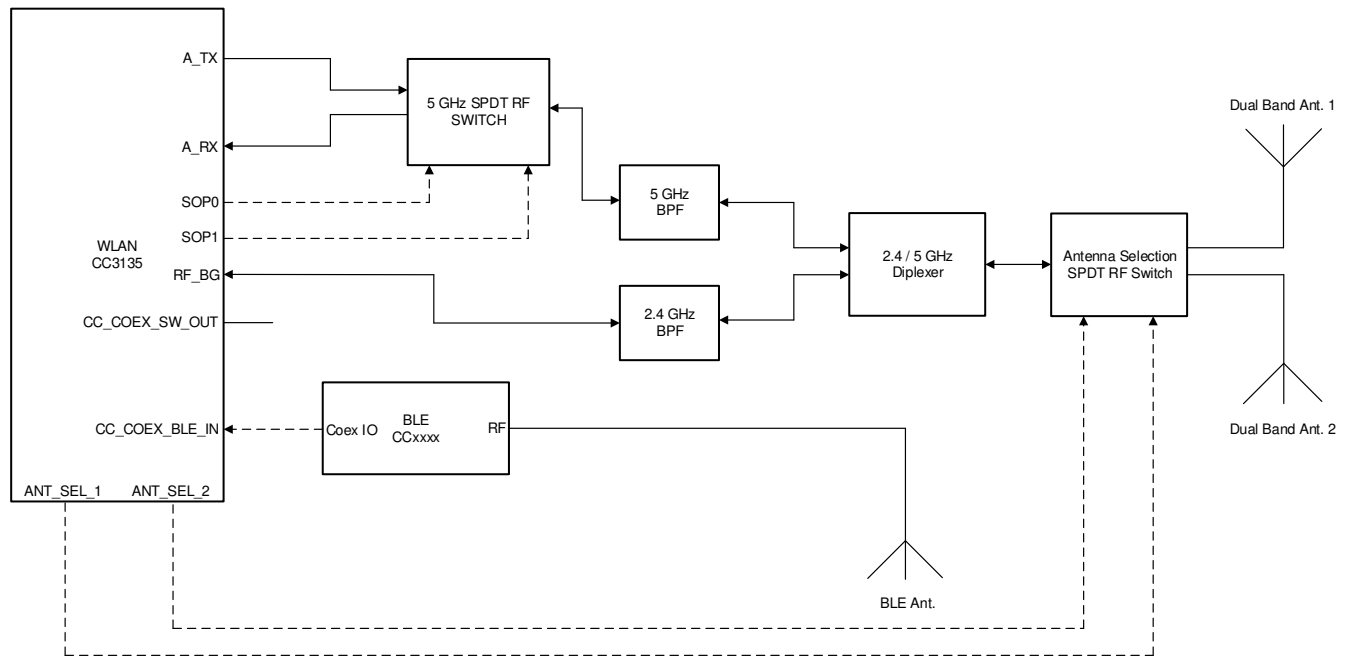 A_TX
A_RX
SOP0
SOP1
WLAN
CC3135
RF_BG
CC_COEX_SW_OUT
CC_COEX_BLE_IN
ANT_SEL_1
ANT_SEL_2
5 GHz SPDT RF
SWITCH
5 GHz
BPF
2.4 GHz
BPF
2.4 / 5 GHz
Diplexer
Antenna Selection
SPDT RF Switch
Dual Band Ant. 1
Dual Band Ant. 2
Coex IO
BLE
CCxxxx
RF
BLE Ant.